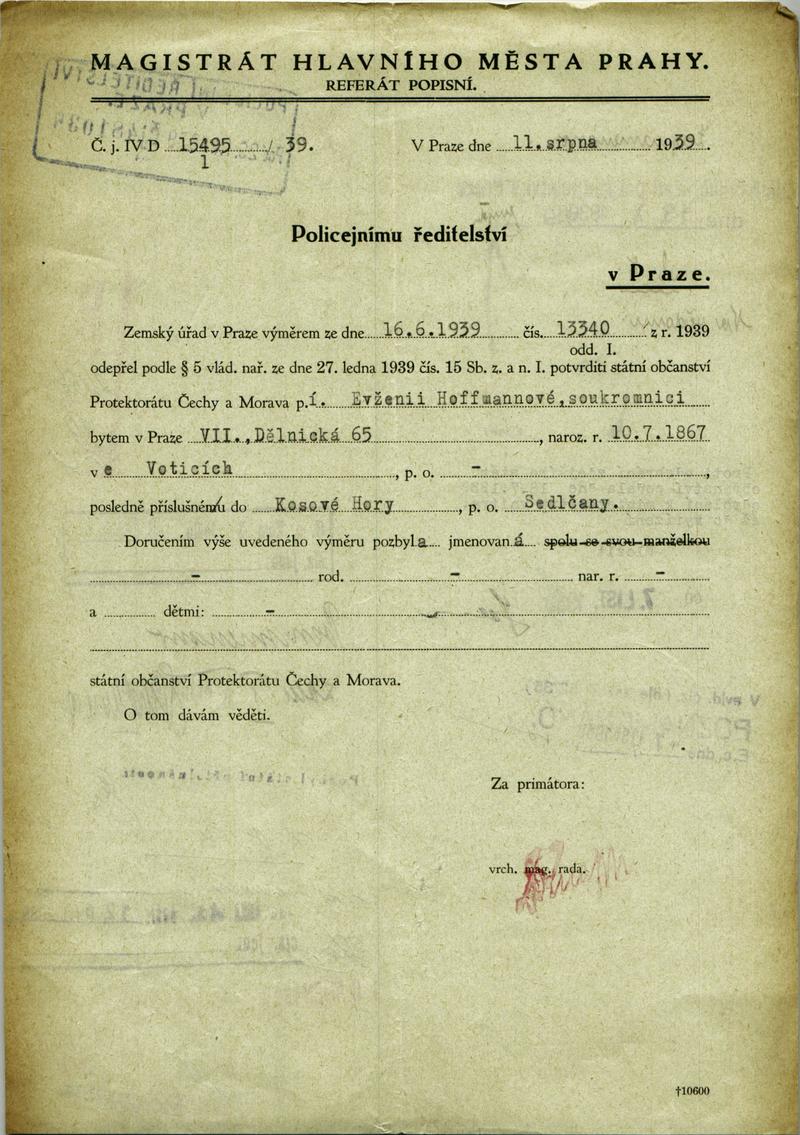 MAGISTRÁT HLAVNÍHO MĚSTA PRAHY.
REFERÁT POPISNÍ.
Č. j. IV D 15495 / 39.
1
V Praze dne 11. srpna 1939.
Policejnímu ředitelství
v Praze.
Zemský úřad v Praze výměrem ze dne 16.6.1939 čís. 13340 z r. 1939
odd. I.
odepřel podle § 5 vlád. nař. ze dne 27. ledna 1939 čís. 15 Sb. z. a n. I. potvrditi státní občanství
Protektorátu Čechy a Morava p.í. Evženii Hoffmannové, soukromnici
bytem v Praze VII., Dělnická 65, naroz. r. 10.7.1867
v e Voticích, p. o. -,
posledně příslušnému do Kosové Hory, p. o. Sedlčany.
Doručením výše uvedeného výměru pozbyla jmenovaná spolu se svou manželkou
- rod. - nar. r. -
a dětmi: -
státní občanství Protektorátu Čechy a Morava.
O tom dávám věděti.
Za primátora:
vrch. mag. rada.
†10600